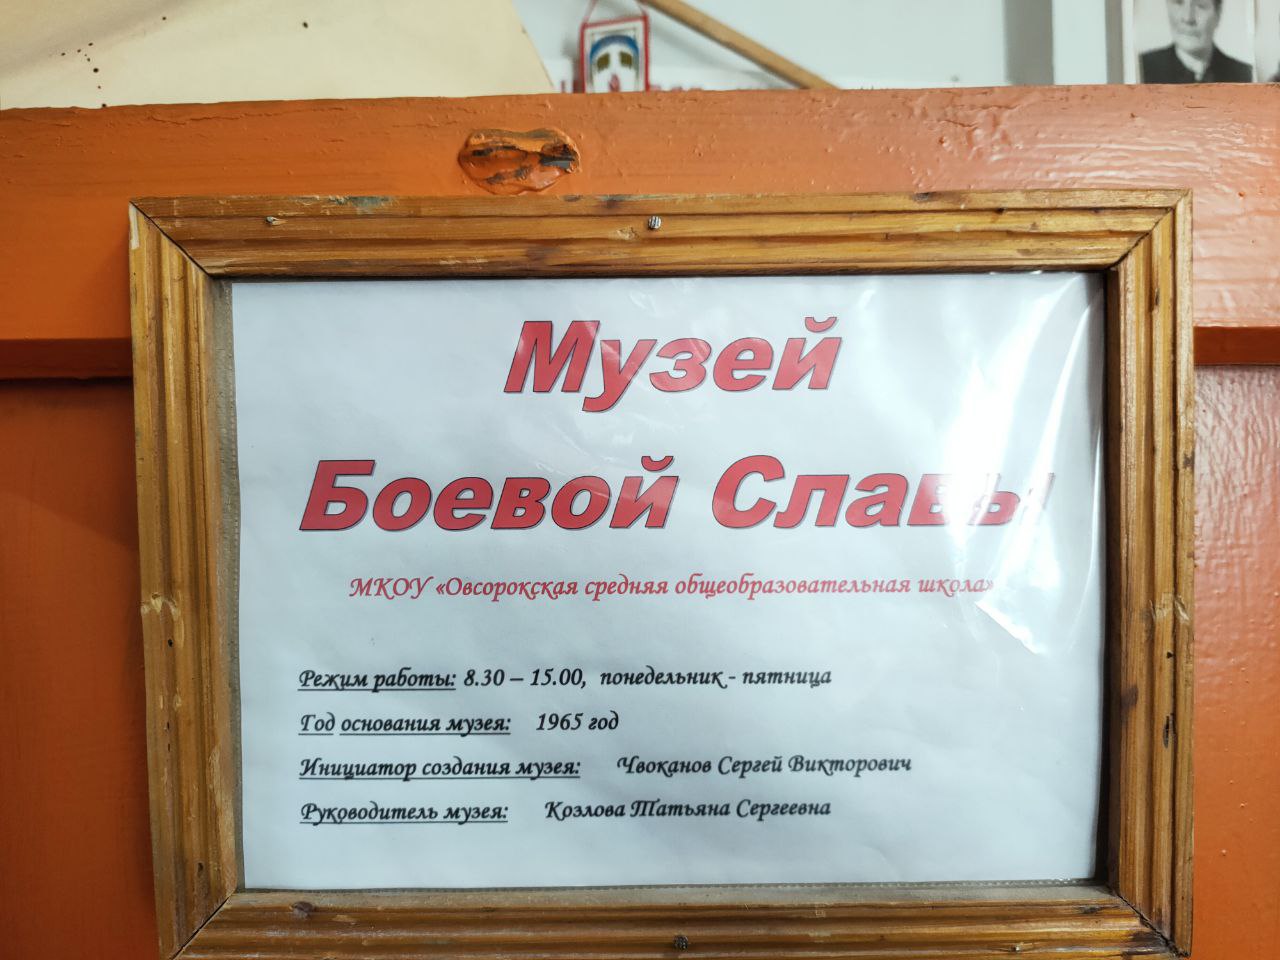 Музей
Боевой Славы
МКОУ «Овсорокская средняя общеобразовательная школа»
Режим работы: 8.30 – 15.00, понедельник - пятница
Год основания музея: 1965 год
Инициатор создания музея: Чвоканов Сергей Викторович
Руководитель музея: Козлова Татьяна Сергеевна